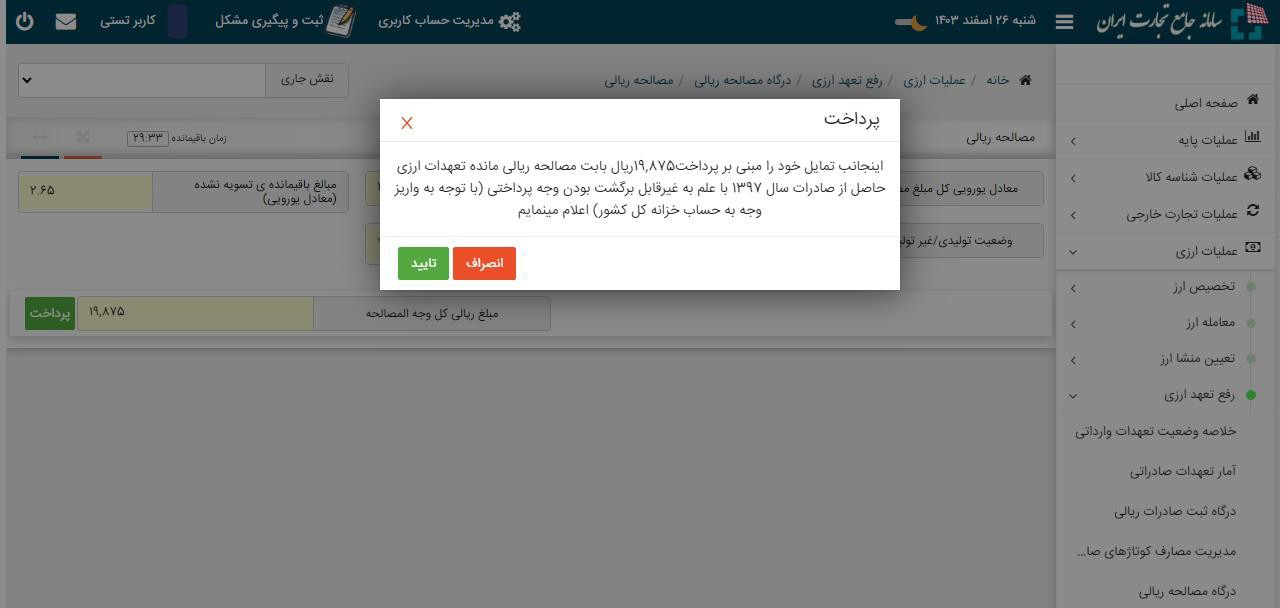 سامانه جامع تجارت ایران
شنبه ۲۶ اسفند ۱۴۰۳
مدیریت حساب کاربری
ثبت و پیگیری مشکل
کاربر تستی
خانه / عملیات ارزی / رفع تعهد ارزی / درگاه مصالحه ریالی / مصالحه ریالی
نقش جاری
مصالحه ریالی
زمان باقیمانده ۲۹:۳۳
پرداخت
اینجانب تمایل خود را مبنی بر پرداخت۱۹,۸۷۵ریال بابت مصالحه ریالی مانده تعهدات ارزی
حاصل از صادرات سال ۱۳۹۷ با علم به غیرقابل برگشت بودن وجه پرداختی (با توجه به واریز
وجه به حساب خزانه کل کشور) اعلام مینمایم
انصراف
تایید
معادل یورویی کل مبلغ
مبالغ باقیمانده ی تسویه نشده
(معادل یورویی)
۲.۶۵
وضعیت تولیدی/غیر
مبلغ ریالی کل وجه المصالحه
۱۹,۸۷۵
پرداخت
صفحه اصلی
عملیات پایه
عملیات شناسه کالا
عملیات تجارت خارجی
عملیات ارزی
تخصیص ارز
معامله ارز
تعیین منشا ارز
رفع تعهد ارزی
خلاصه وضعیت تعهدات وارداتی
آمار تعهدات صادراتی
درگاه ثبت صادرات ریالی
مدیریت مصارف کوتاژهای صا...
درگاه مصالحه ریالی